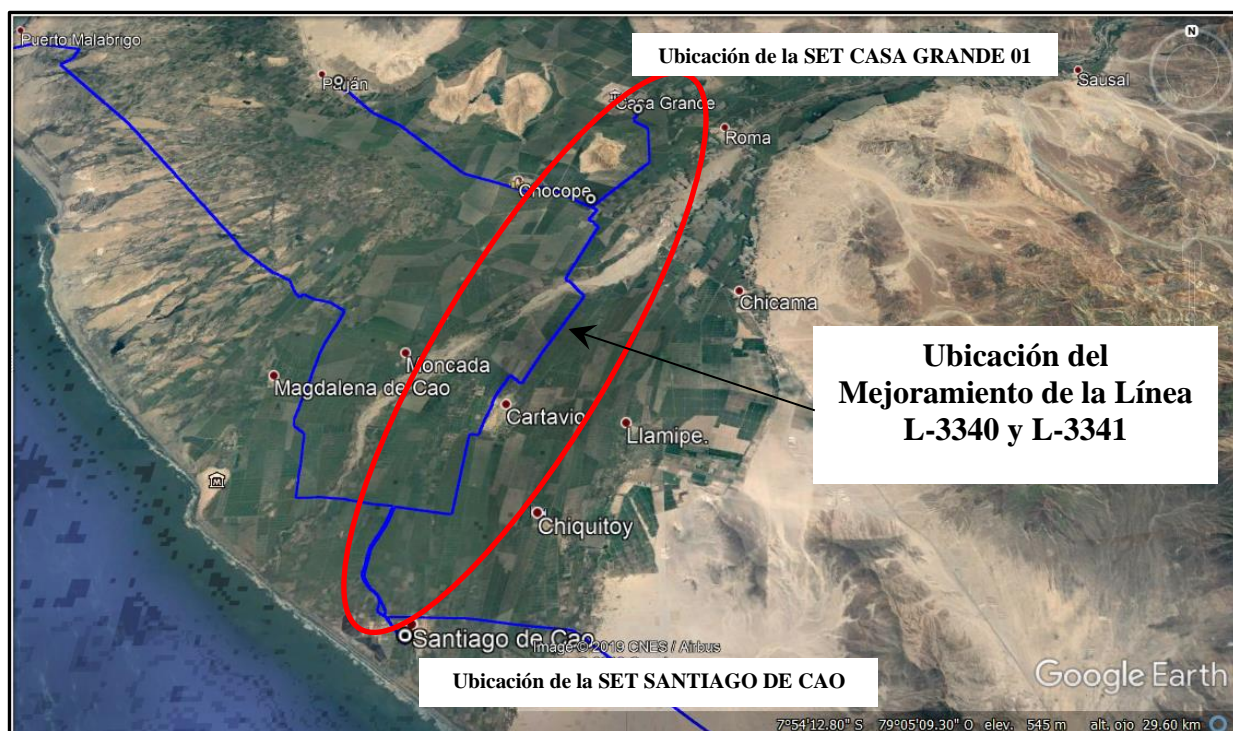 Puerto Malabrigo
Ubicación de la SET CASA GRANDE 01
N
Sausal
Paiján
Casa Grande
Roma
Chocope
Chicama
Ubicación del
Mejoramiento de la Línea
L-3340 y L-3341
Moncada
Magdalena de Cao
Cartavio
Llamipe.
M
Chiquitoy
Santiago de Cao
Image © 2019 CNES / Airbus
Ubicación de la SET SANTIAGO DE CAO
Google Earth
7°54'12.80" S 79°05'09.30" O elev. 545 m alt. ojo 29.60 km